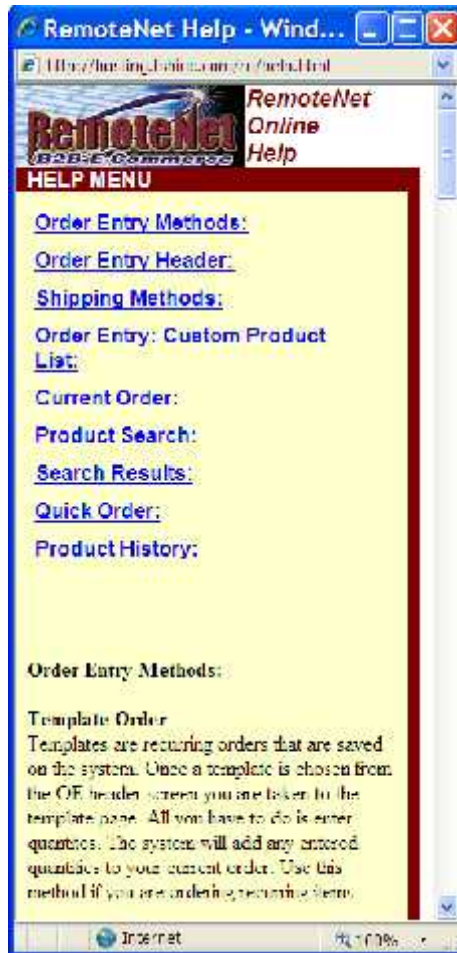 RemoteNet Help - Wind...
RemoteNet
B2B E-Commerce
RemoteNet
Online
Help
HELP MENU
Order Entry Methods:
Order Entry Header:
Shipping Methods:
Order Entry: Custom Product
List:
Current Order:
Product Search:
Search Results:
Quick Order:
Product History:
Order Entry Methods:
Template Order
Templates are recurring orders that are saved
on the system. Once a template is chosen from
the OE header screen you are taken to the
template page. All you have to do is enter
quantities. The system will add any entered
quantities to your current order. Use this
method if you are ordering recurring items.
Internet
100%